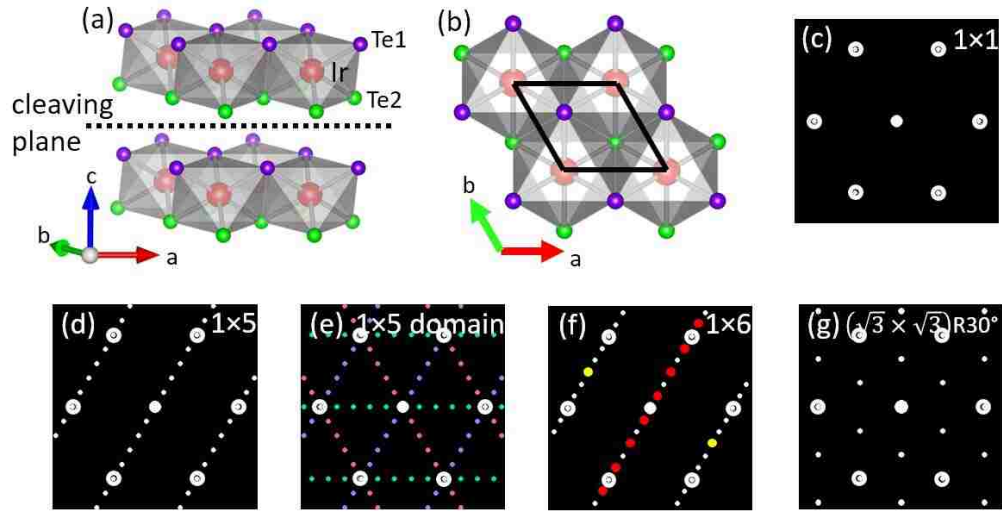 (a)
Te1
Ir
Te2
cleaving
plane
c
b
a
(b)
b
a
(c) 1×1
(d) 1×5
(e) 1×5 domain
(f) 1×6
(g) (√3 × √3)R30°